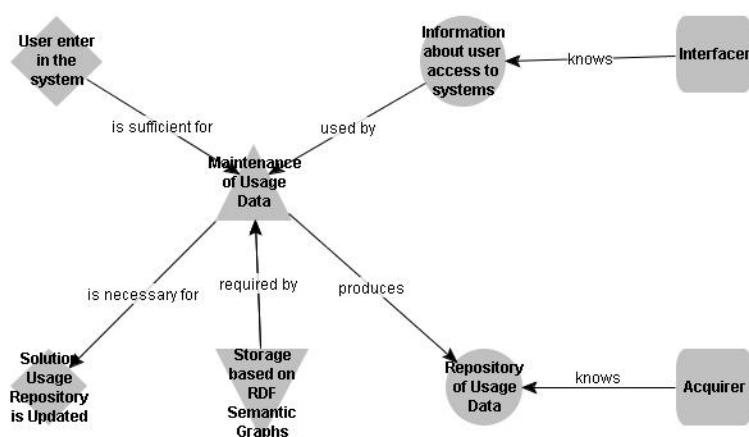 User enter
in the
system
Information
about user
access to
systems
knows
Interfacer
is sufficient for
used by
Maintenance
of Usage
Data
is necessary for
required by
produces
Solution
Usage
Repository
is Updated
Storage
based on
RDF
Semantic
Graphs
Repository
of Usage
Data
knows
Acquirer